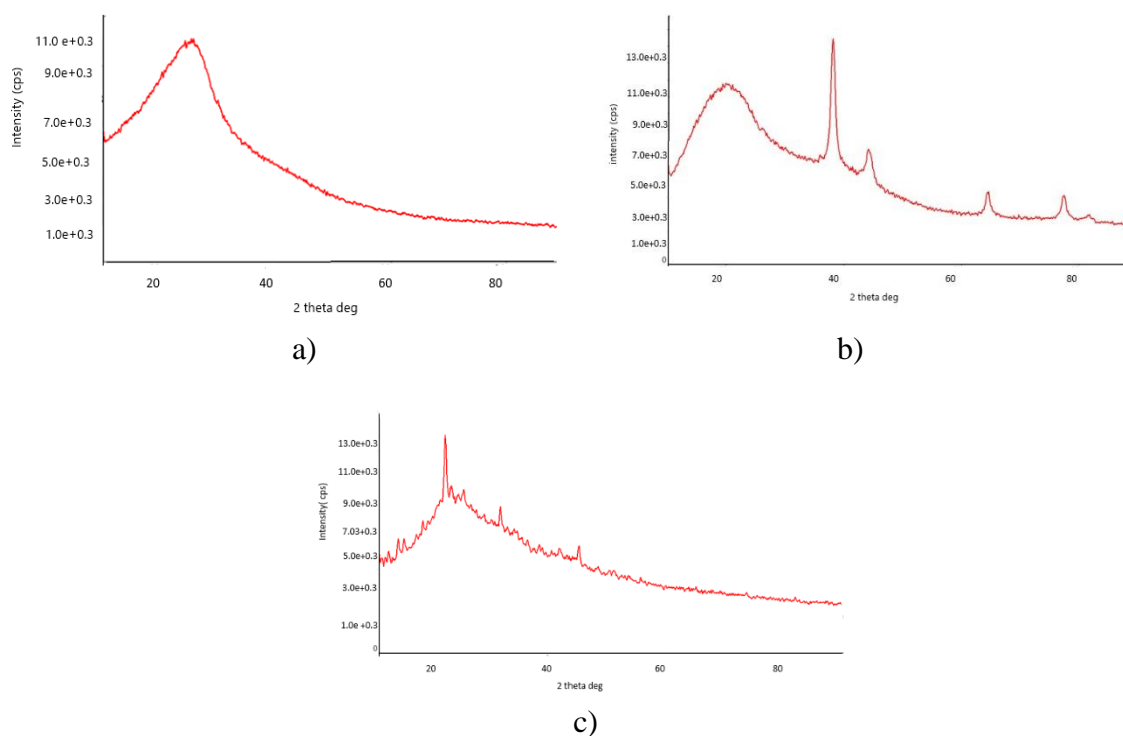 Intensity (cps)
11.0 e+0.3
9.0e+0.3
7.0e+0.3
5.0e+0.3
3.0e+0.3
1.0e+0.3
20 40 60 80
2 theta deg
a)
intensity (cps)
13.0e+0.3
11.0e+0.3
9.0e+0.3
7.0e+0.3
5.0e+0.3
3.0e+0.3
1.0e+0.3
0
20 40 60 80
2 theta deg
b)
Intensity( cps)
13.0e+0.3
11.0e+0.3
9.0e+0.3
7.03+0.3
5.0e+0.3
3.0e+0.3
1.0e +0.3
0
20 40 60 80
2 theta deg
c)